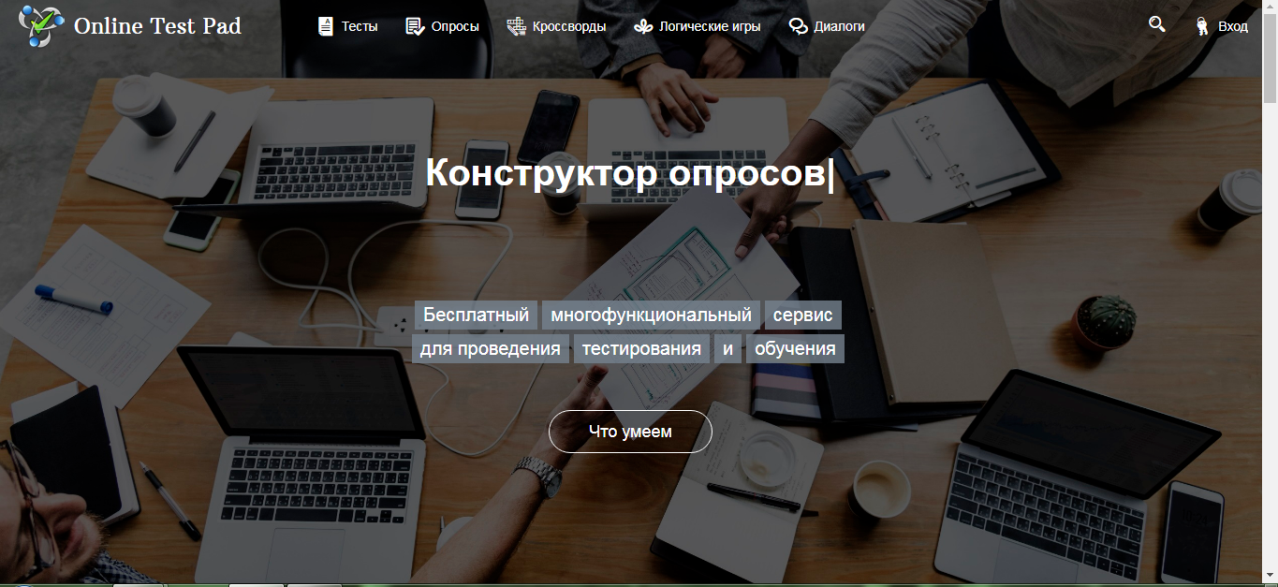 Online Test Pad Тесты Опросы Кроссворды Логические игры Диалоги Вход
Конструктор опросов|
Бесплатный многофункциональный сервис
для проведения тестирования и обучения
Что умеем